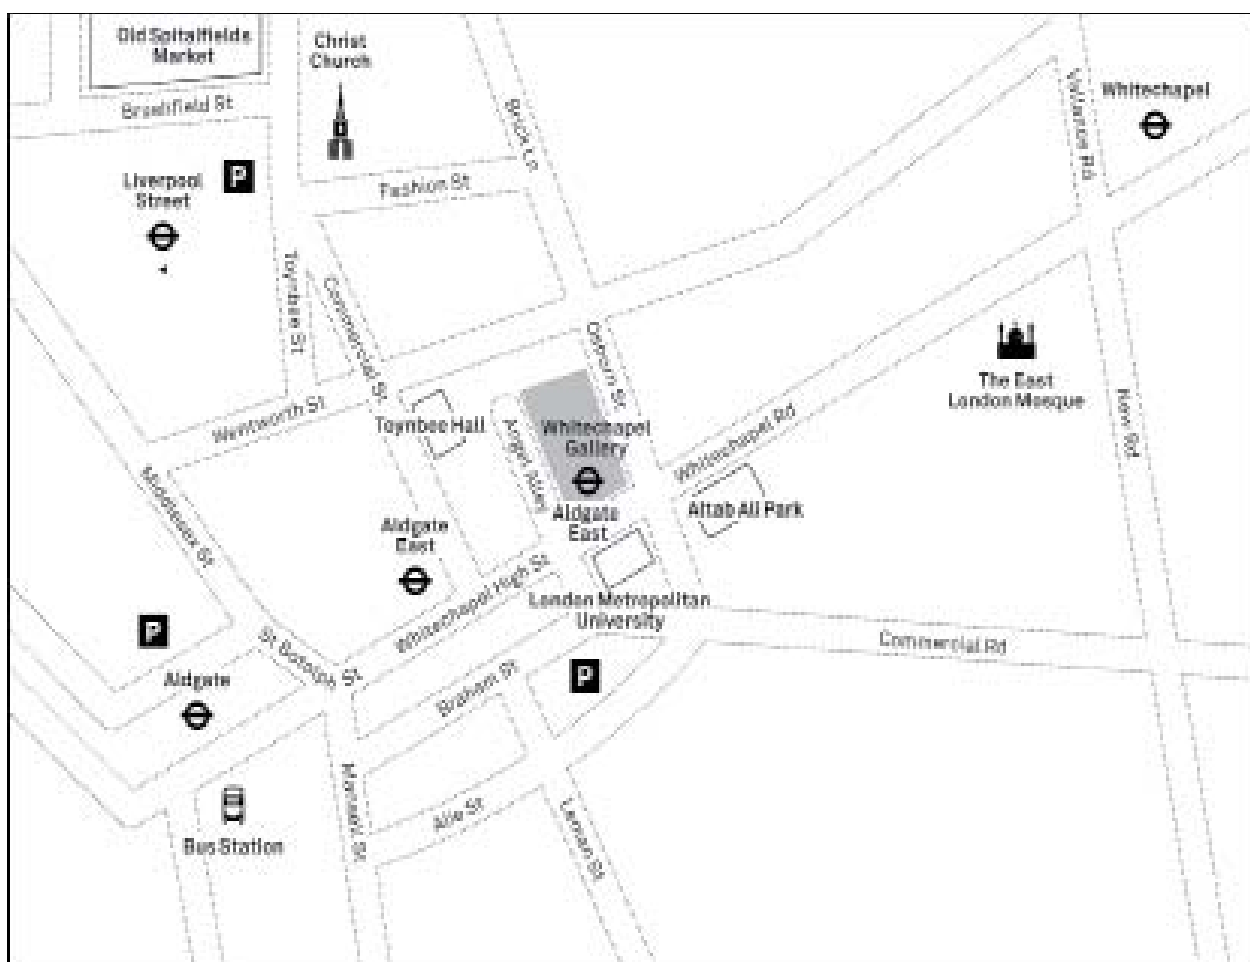 Old Spitalfields
Market
Christ
Church
Brushfield St
Brick Ln
Vallance Rd
Whitechapel
P
Liverpool
Street
Fashion St
Toynbee St
Commercial St
Osborn St
The East
London Mosque
New Rd
Wentworth St
Toynbee Hall
Angel Alley
Whitechapel
Gallery
Whitechapel Rd
Middlesex St
Aldgate
East
Aldgate
East
Altab Ali Park
Whitechapel High St
London Metropolitan
University
P
St Botolph St
Commercial Rd
Aldgate
Braham St
P
Mansell St
Alie St
Leman St
Bus Station